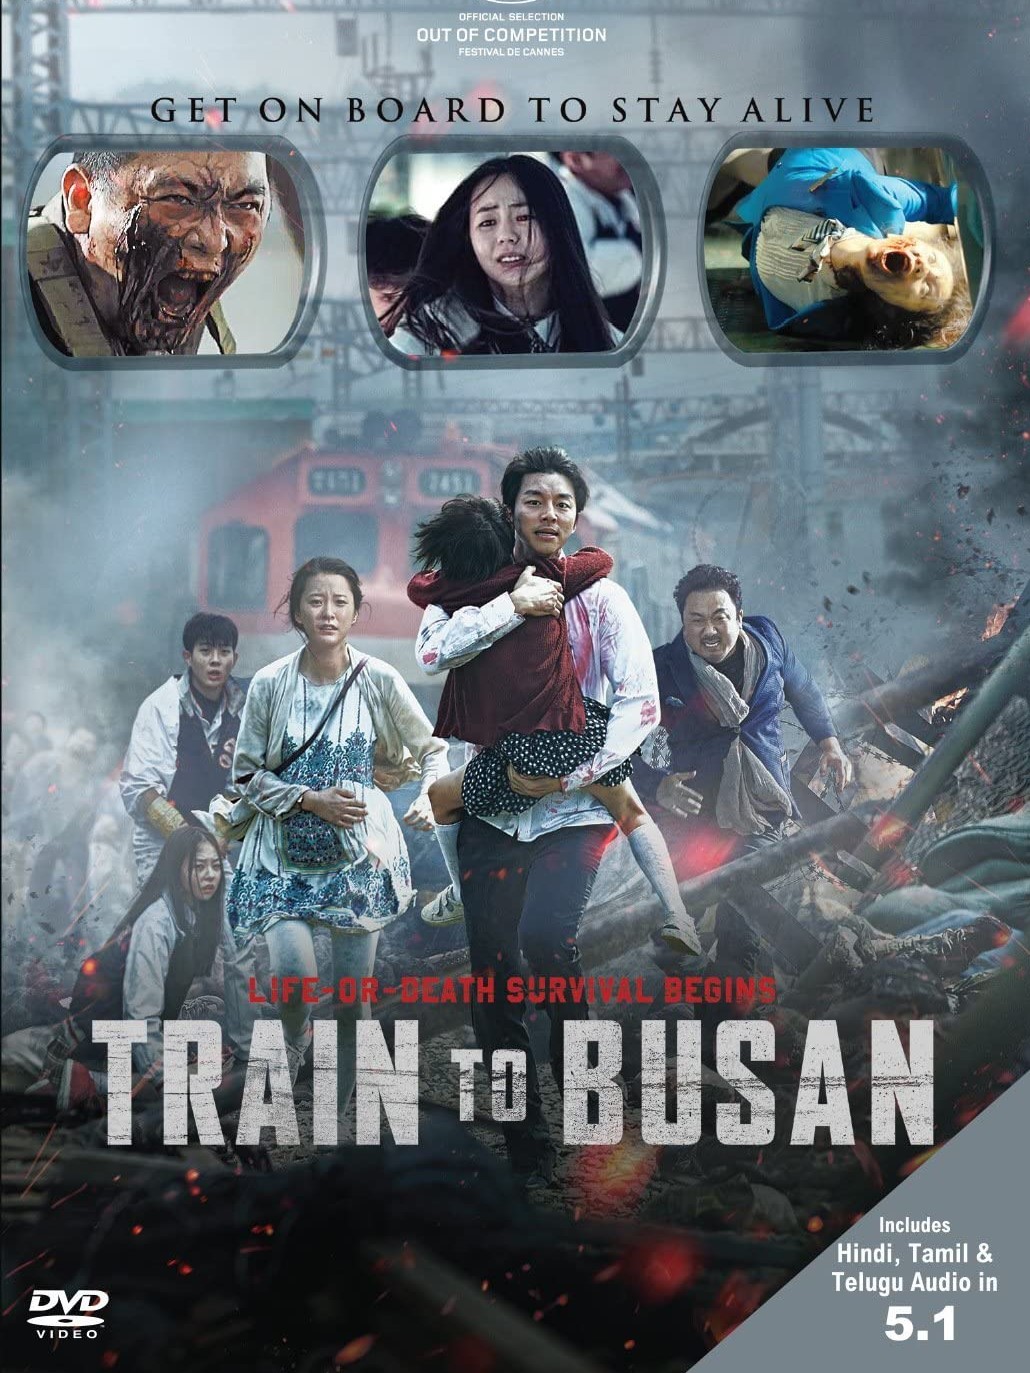 OFFICIAL SELECTION
OUT OF COMPETITION
FESTIVAL DE CANNES
GET ON BOARD TO STAY ALIVE
7451
LIFE-OR-DEATH SURVIVAL BEGINS
TRAIN TO BUSAN
Includes
Hindi, Tamil &
Telugu Audio in
5.1
DVD
VIDEO